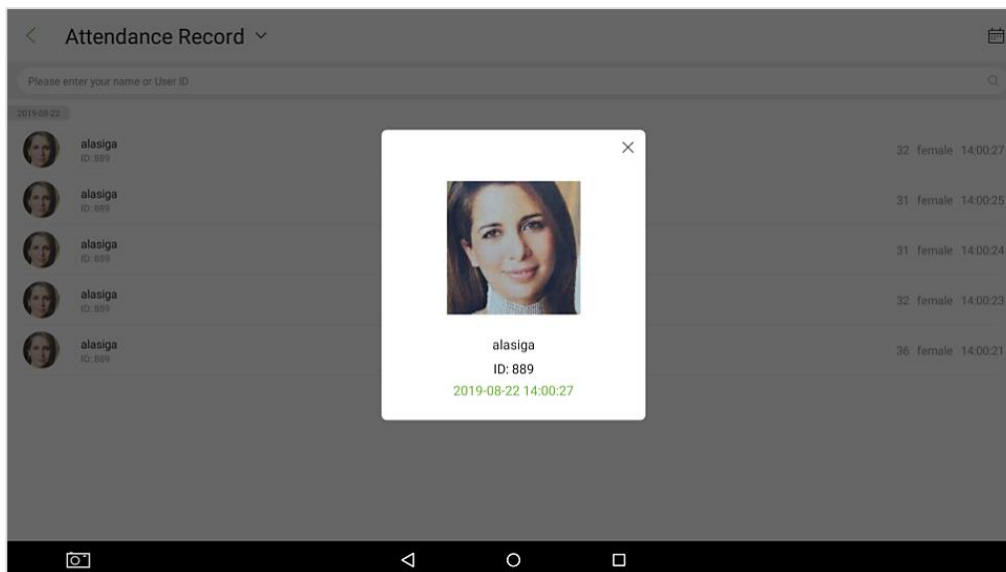 Attendance Record
Please enter your name or User ID
2019-08-22
alasiga
ID: 889
32 female 14:00:27
alasiga
ID: 889
31 female 14:00:25
alasiga
ID: 889
31 female 14:00:24
alasiga
ID: 889
32 female 14:00:23
alasiga
ID: 889
36 female 14:00:21
alasiga
ID: 889
2019-08-22 14:00:27